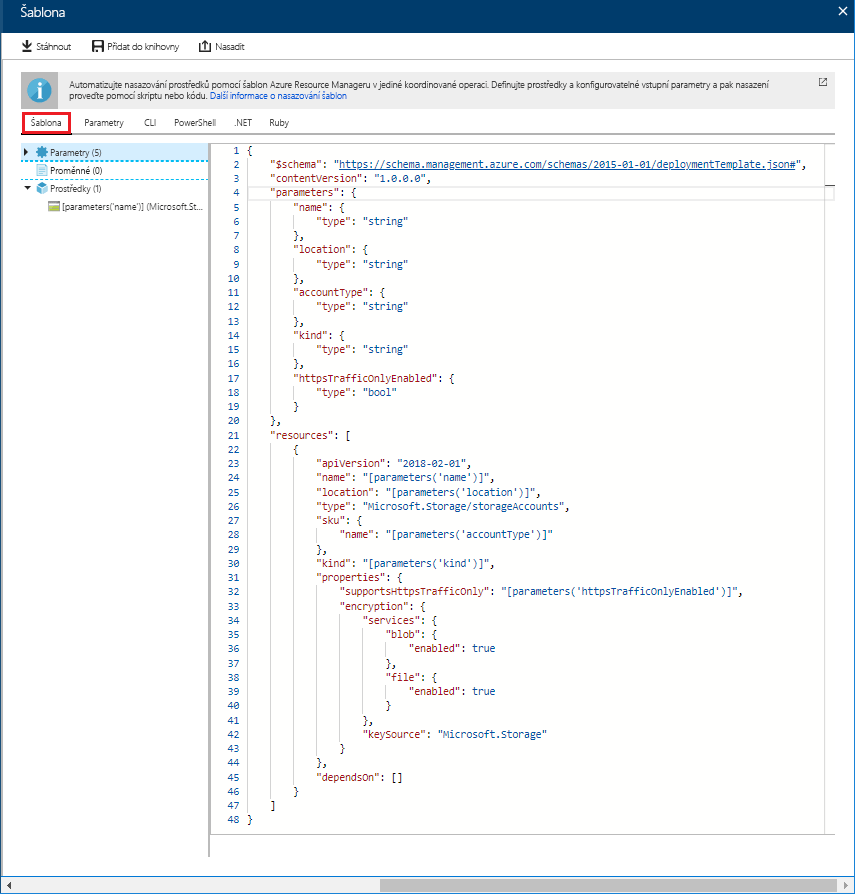 Šablona
Stáhnout Přidat do knihovny Nasadit
Automatizujte nasazování prostředků pomocí šablon Azure Resource Manageru v jediné koordinované operaci. Definujte prostředky a konfigurovatelné vstupní parametry a pak nasazení
proveďte pomocí skriptu nebo kódu. Další informace o nasazování šablon
Šablona Parametry CLI PowerShell .NET Ruby
Parametry (5)
Proměnné (0)
Prostředky (1)
[parameters('name')] (Microsoft.St...
1 {
2 "$schema": "https://schema.management.azure.com/schemas/2015-01-01/deploymentTemplate.json#",
3 "contentVersion": "1.0.0.0",
4 "parameters": {
5 "name": {
6 "type": "string"
7 },
8 "location": {
9 "type": "string"
10 },
11 "accountType": {
12 "type": "string"
13 },
14 "kind": {
15 "type": "string"
16 },
17 "httpsTrafficOnlyEnabled": {
18 "type": "bool"
19 }
20 },
21 "resources": [
22 {
23 "apiVersion": "2018-02-01",
24 "name": "[parameters('name')]",
25 "location": "[parameters('location')]",
26 "type": "Microsoft.Storage/storageAccounts",
27 "sku": {
28 "name": "[parameters('accountType')]"
29 },
30 "kind": "[parameters('kind')]",
31 "properties": {
32 "supportsHttpsTrafficOnly": "[parameters('httpsTrafficOnlyEnabled')]",
33 "encryption": {
34 "services": {
35 "blob": {
36 "enabled": true
37 },
38 "file": {
39 "enabled": true
40 }
41 },
42 "keySource": "Microsoft.Storage"
43 }
44 },
45 "dependsOn": []
46 }
47 ]
48 }